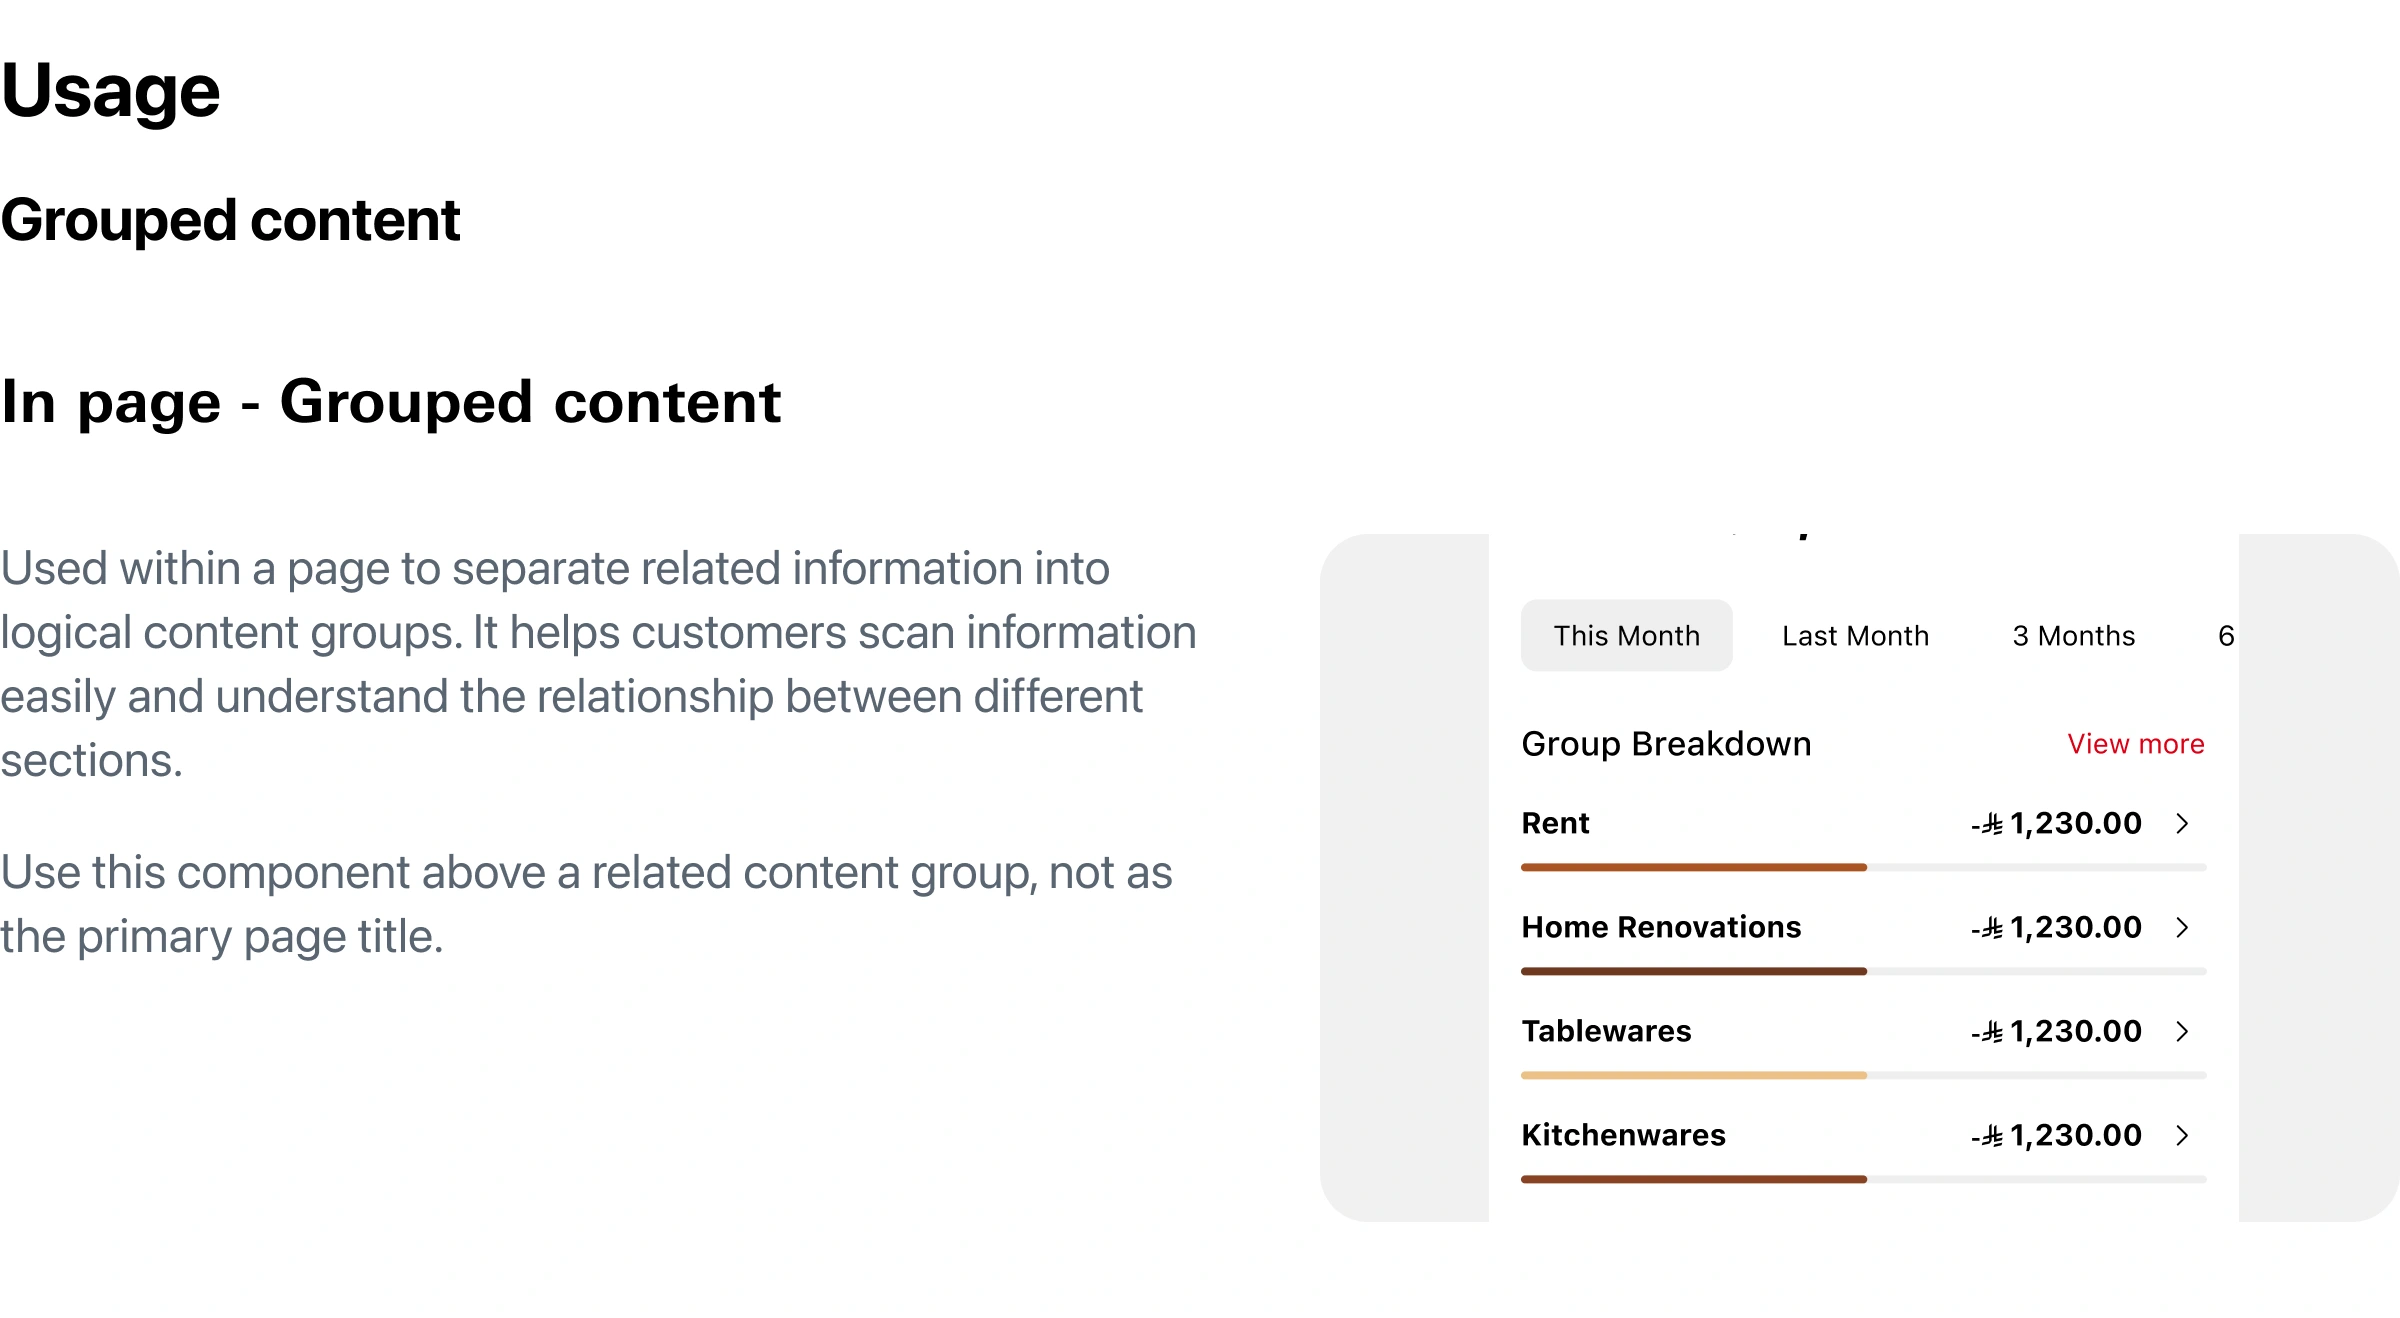 Usage
Grouped content
In page - Grouped content
Used within a page to separate related information into
logical content groups. It helps customers scan information
easily and understand the relationship between different
sections.
Use this component above a related content group, not as
the primary page title.
This Month Last Month 3 Months 6
Group Breakdown View more
Rent -⃁ 1,230.00
Home Renovations -⃁ 1,230.00
Tablewares -⃁ 1,230.00
Kitchenwares -⃁ 1,230.00